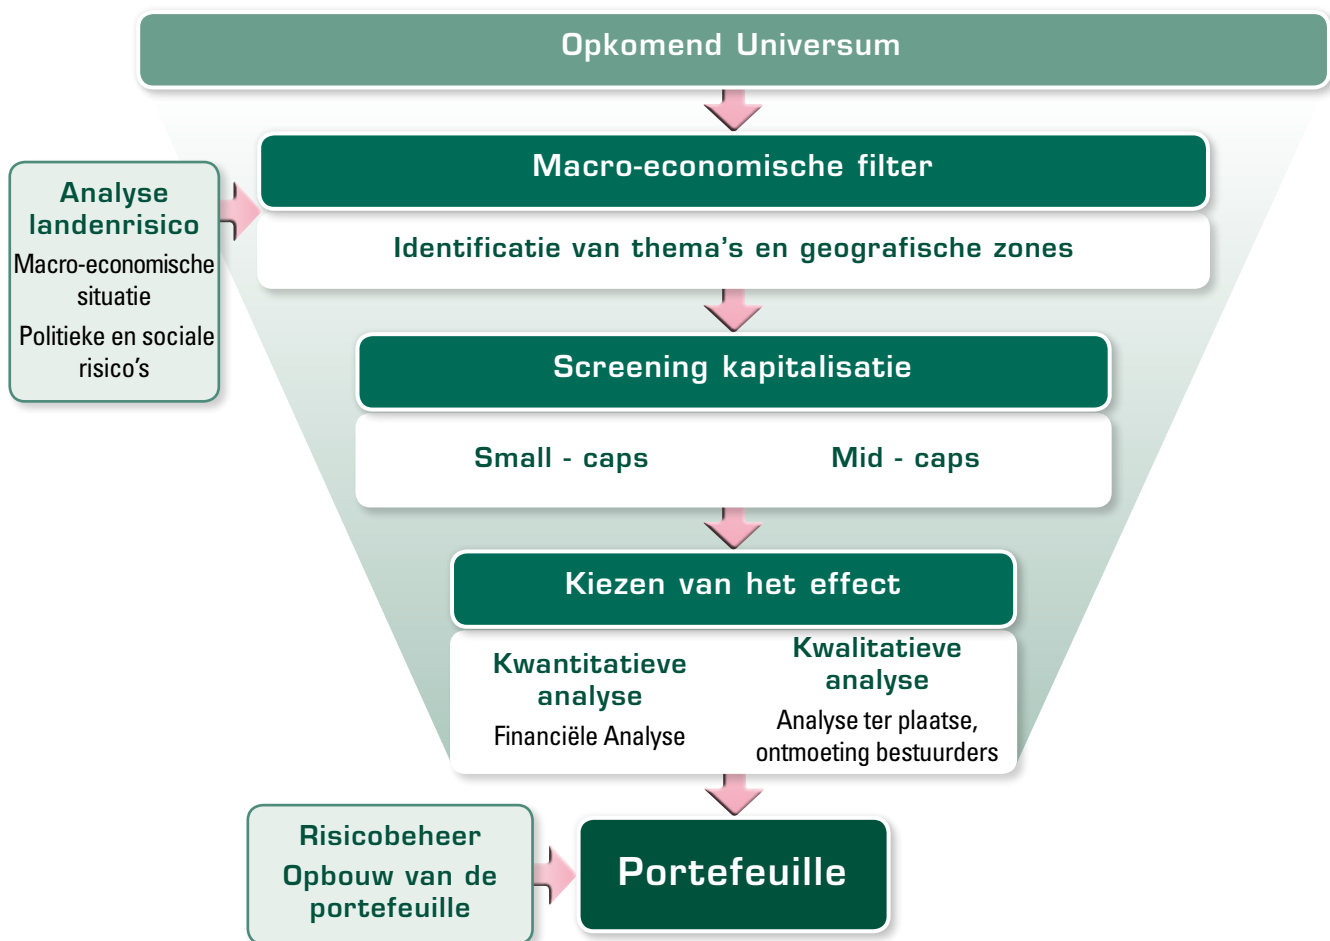 Opkomend Universum
Macro-economische filter
Analyse
landenrisico
Macro-economische
situatie
Politieke en sociale
risico's
Identificatie van thema's en geografische zones
Screening kapitalisatie
Small - caps
Mid - caps
Kiezen van het effect
Kwantitatieve
analyse
Financiële Analyse
Kwalitatieve
analyse
Analyse ter plaatse,
ontmoeting bestuurders
Risicobeheer
Opbouw van de
portefeuille
Portefeuille